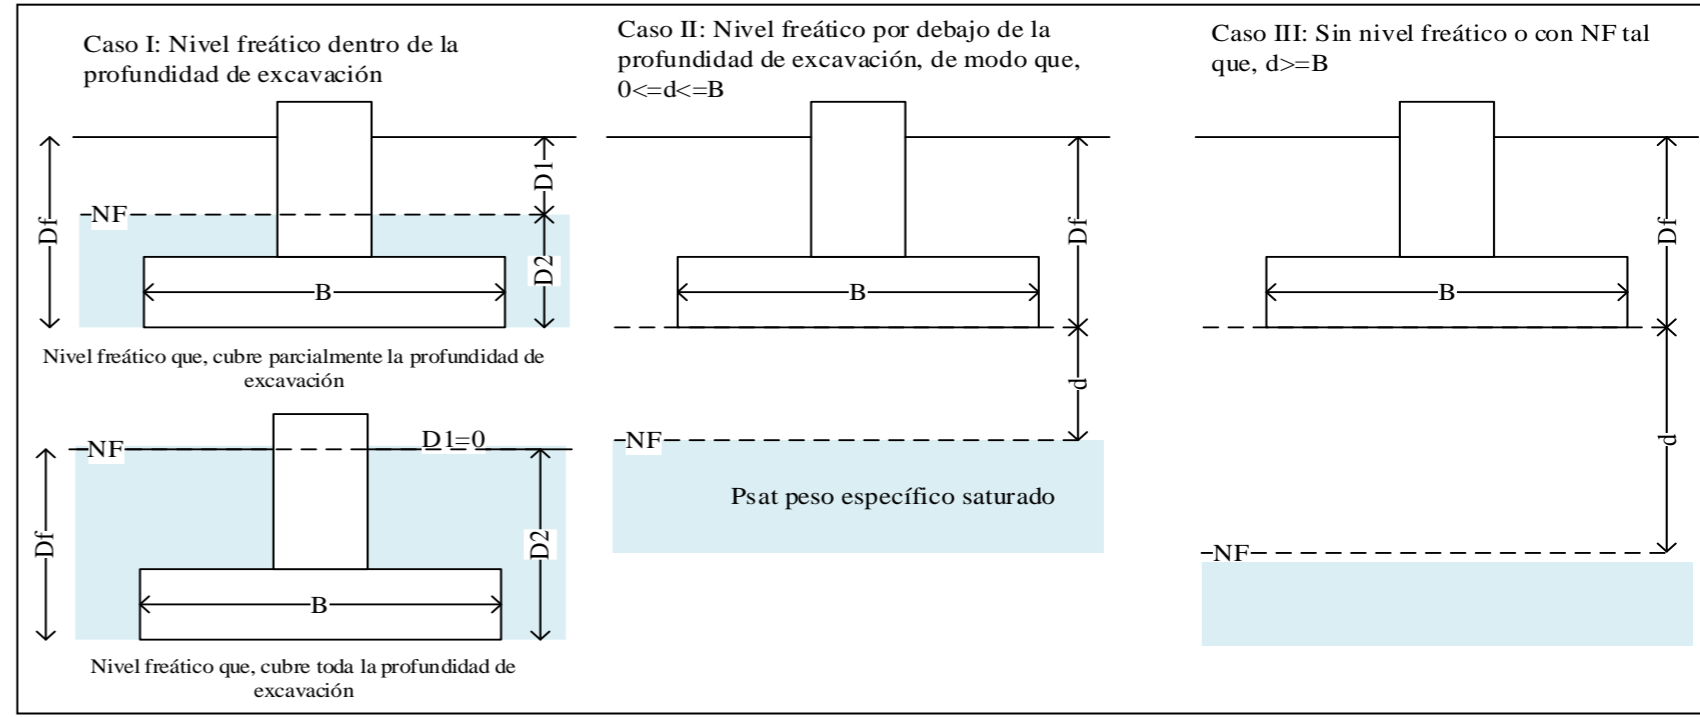 Caso I: Nivel freático dentro de la
profundidad de excavación
Df
NF
D1
D2
B
Nivel freático que, cubre parcialmente la profundidad de
excavación
NF
D1=0
Df
D2
B
Nivel freático que, cubre toda la profundidad de
excavación
Caso II: Nivel freático por debajo de la
profundidad de excavación, de modo que,
0<=d<=B
Df
B
d
NF
Psat peso específico saturado
Caso III: Sin nivel freático o con NF tal
que, d>=B
Df
B
d
NF